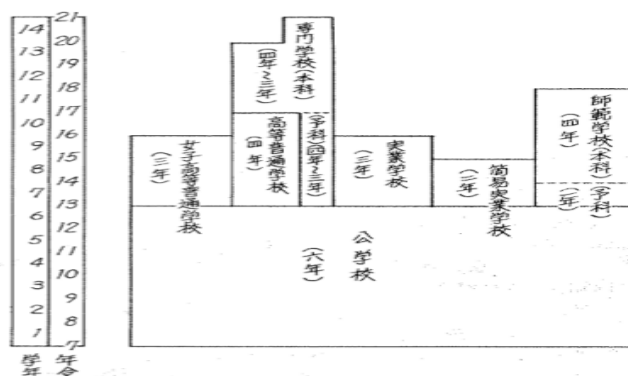 14
13
12
11
10
9
8
7
6
5
4
3
2
1
学年
21
20
19
18
17
16
15
14
13
12
11
10
9
8
7
年令
女子高等普通学校
(三年)
専門学校(本科)
(四年~三年)
高等普通学校
(四年)
(予科)(四年~三年)
実業学校
(三年)
簡易実業学校
(二年)
師範学校(本科)(予科)
(四年)(二年)
公学校
(六年)